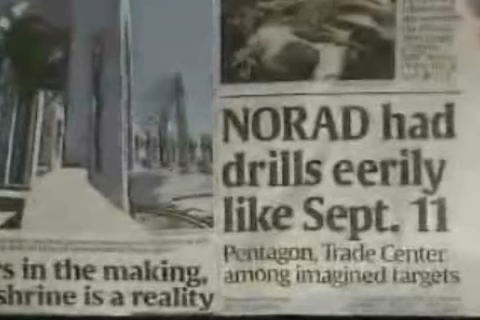 NORAD had
drills eerily
like Sept. 11
Pentagon, Trade Center
among imagined targets
s in the making,
shrine is a reality